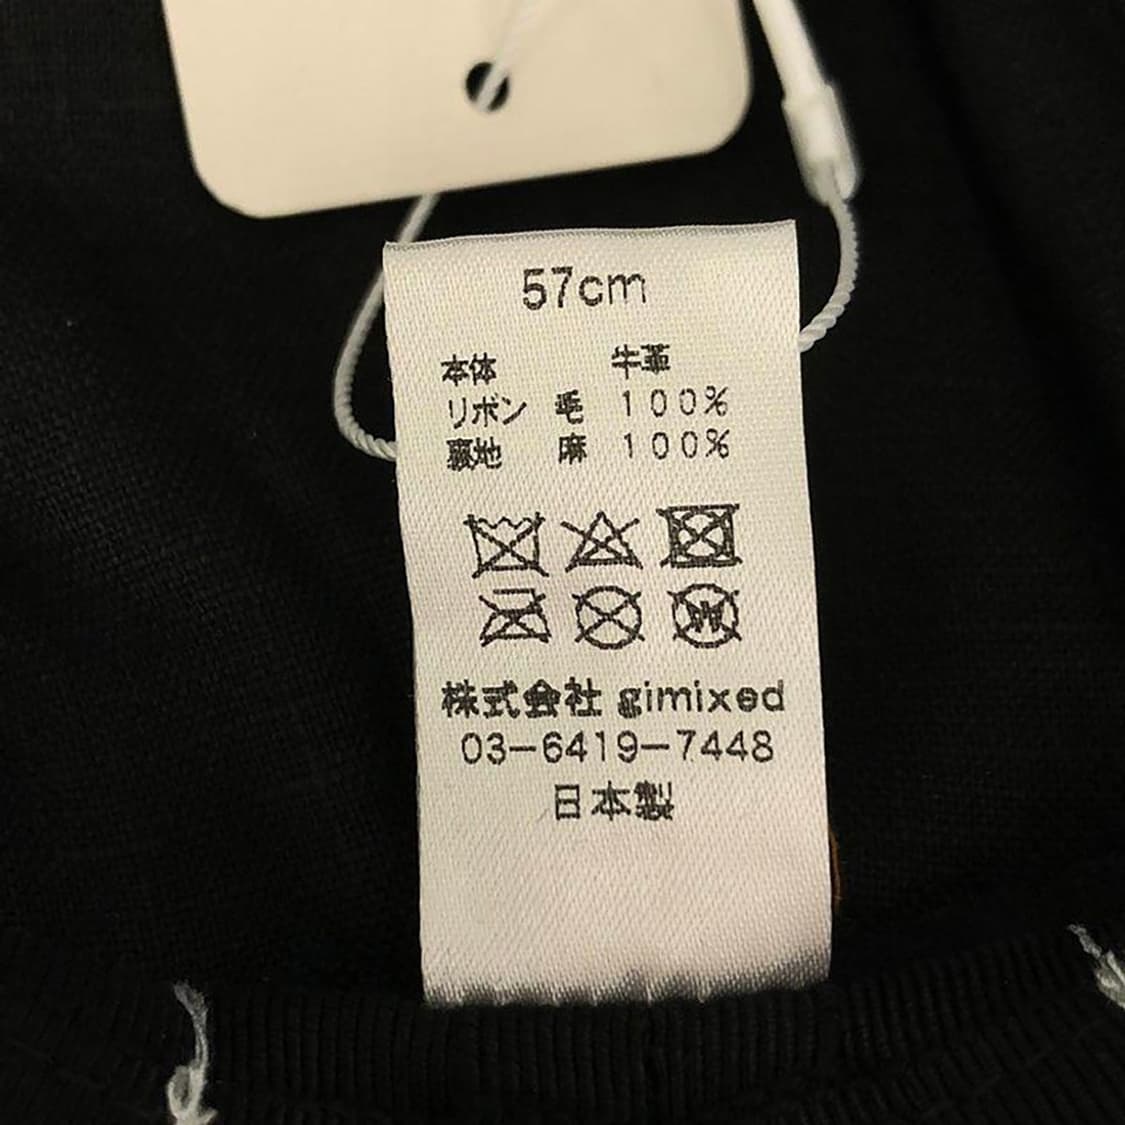 57cm
本体 牛革
リボン 毛 100%
裏地 麻 100%
W
株式会社 gimixed
03-6419-7448
日本製